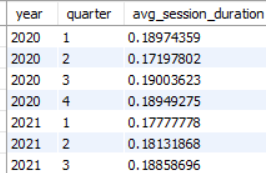 year quarter avg_session_duration
2020 1 0.18974359
2020 2 0.17197802
2020 3 0.19003623
2020 4 0.18949275
2021 1 0.17777778
2021 2 0.18131868
2021 3 0.18858696